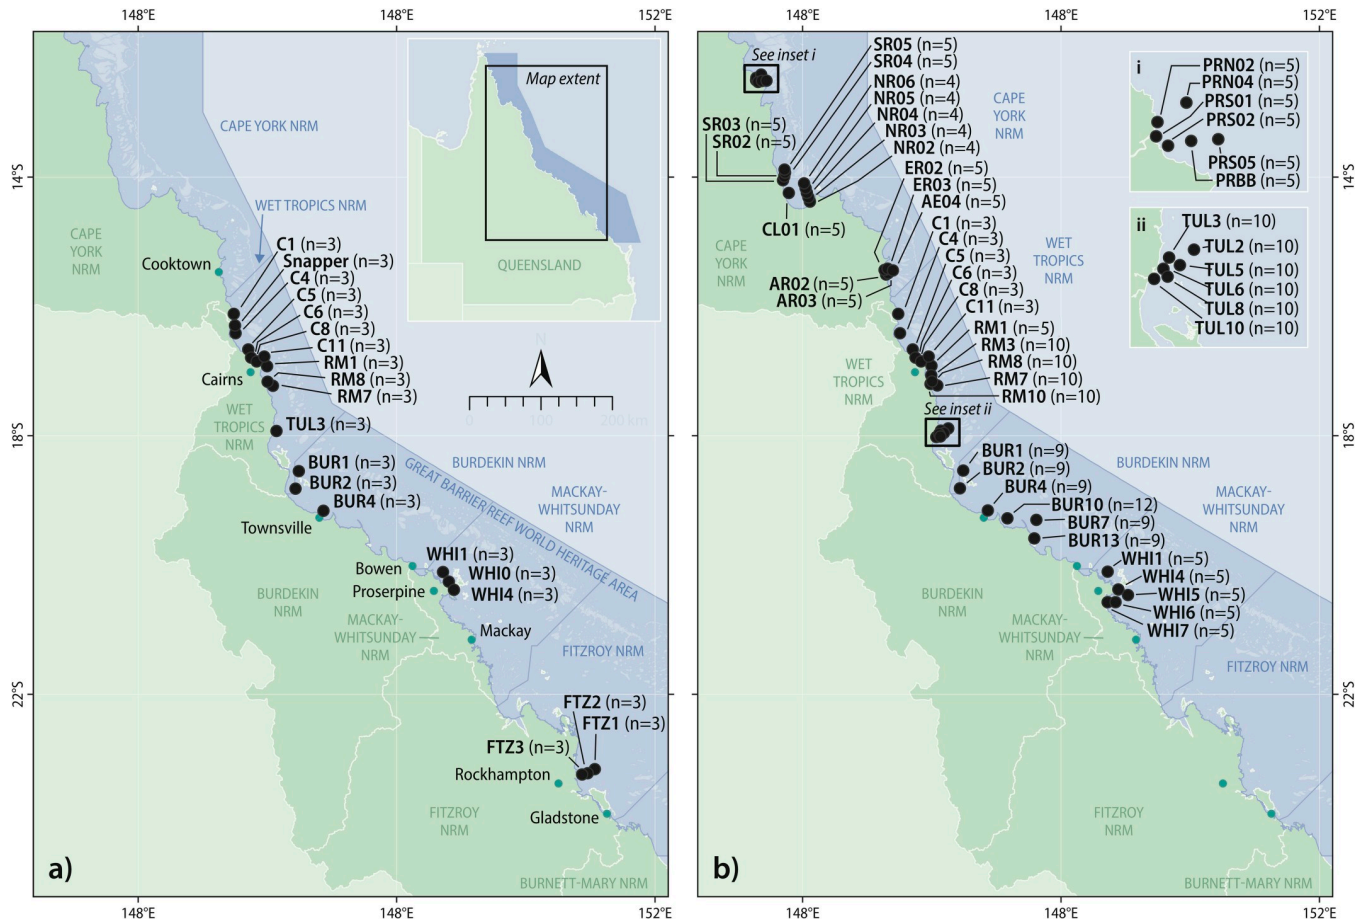 148°E
148°E
152°E
148°E
148°E
152°E
14°S
18°S
22°S
CAPE YORK NRM
WET TROPICS NRM
CAPE
YORK
NRM
Cooktown
C1 (n=3)
Snapper (n=3)
C4 (n=3)
C5 (n=3)
C6 (n=3)
C8 (n=3)
C11 (n=3)
RM1 (n=3)
RM8 (n=3)
RM7 (n=3)
Cairns
WET
TROPICS
NRM
TUL3 (n=3)
BUR1 (n=3)
BUR2 (n=3)
BUR4 (n=3)
Townsville
Map extent
QUEENSLAND
N
0
100
200 km
BURDEKIN NRM
GREAT BARRIER REEF WORLD HERITAGE AREA
MACKAY-
WHITSUNDAY
NRM
WHI1 (n=3)
WHI0 (n=3)
WHI4 (n=3)
Bowen
Proserpine
BURDEKIN
NRM
MACKAY-
WHITSUNDAY
NRM
Mackay
FITZROY NRM
FTZ2 (n=3)
FTZ1 (n=3)
FTZ3 (n=3)
Rockhampton
Gladstone
FITZROY
NRM
BURNETT-MARY NRM
a)
148°E
148°E
152°E
See inset i
SR05 (n=5)
SR04 (n=5)
NR06 (n=4)
NR05 (n=4)
NR04 (n=4)
NR03 (n=4)
NR02 (n=4)
ER02 (n=5)
ER03 (n=5)
AE04 (n=5)
SR03 (n=5)
SR02 (n=5)
CL01 (n=5)
CAPE
YORK
NRM
CAPE
YORK
NRM
AR02 (n=5)
AR03 (n=5)
C1 (n=3)
C4 (n=3)
C5 (n=3)
C6 (n=3)
C8 (n=3)
C11 (n=3)
RM1 (n=5)
RM3 (n=10)
RM8 (n=10)
RM7 (n=10)
RM10 (n=10)
WET
TROPICS
NRM
WET
TROPICS
NRM
See inset ii
i
PRN02 (n=5)
PRN04 (n=5)
PRS01 (n=5)
PRS02 (n=5)
PRS05 (n=5)
PRBB (n=5)
ii
TUL3 (n=10)
TUL2 (n=10)
TUL5 (n=10)
TUL6 (n=10)
TUL8 (n=10)
TUL10 (n=10)
BUR1 (n=9)
BUR2 (n=9)
BUR4 (n=9)
BUR10 (n=12)
BUR7 (n=9)
BUR13 (n=9)
BURDEKIN NRM
MACKAY-
WHITSUNDAY
NRM
WHI1 (n=5)
WHI4 (n=5)
WHI5 (n=5)
WHI6 (n=5)
WHI7 (n=5)
BURDEKIN
NRM
MACKAY-
WHITSUNDAY
NRM
FITZROY NRM
FITZROY
NRM
BURNETT-MARY NRM
b)
14°S
18°S
22°S
148°E
148°E
152°E